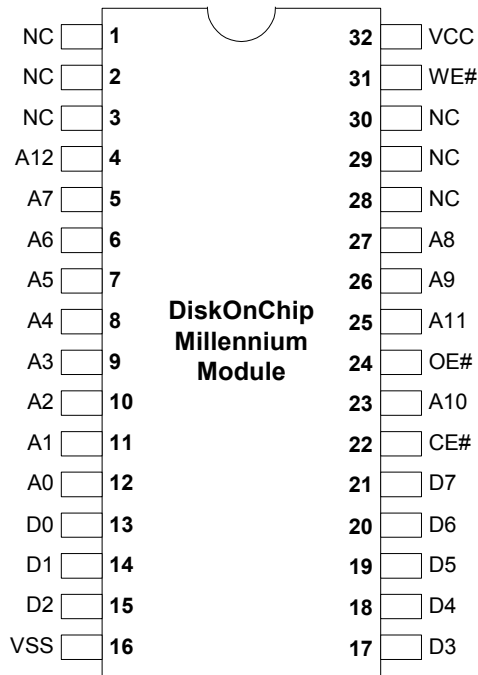 NC 1 32 VCC
NC 2 31 WE#
NC 3 30 NC
A12 4 29 NC
A7 5 28 NC
A6 6 27 A8
A5 7 26 A9
A4 8 25 A11
A3 9 24 OE#
A2 10 23 A10
A1 11 22 CE#
A0 12 21 D7
D0 13 20 D6
D1 14 19 D5
D2 15 18 D4
VSS 16 17 D3
DiskOnChip
Millennium
Module